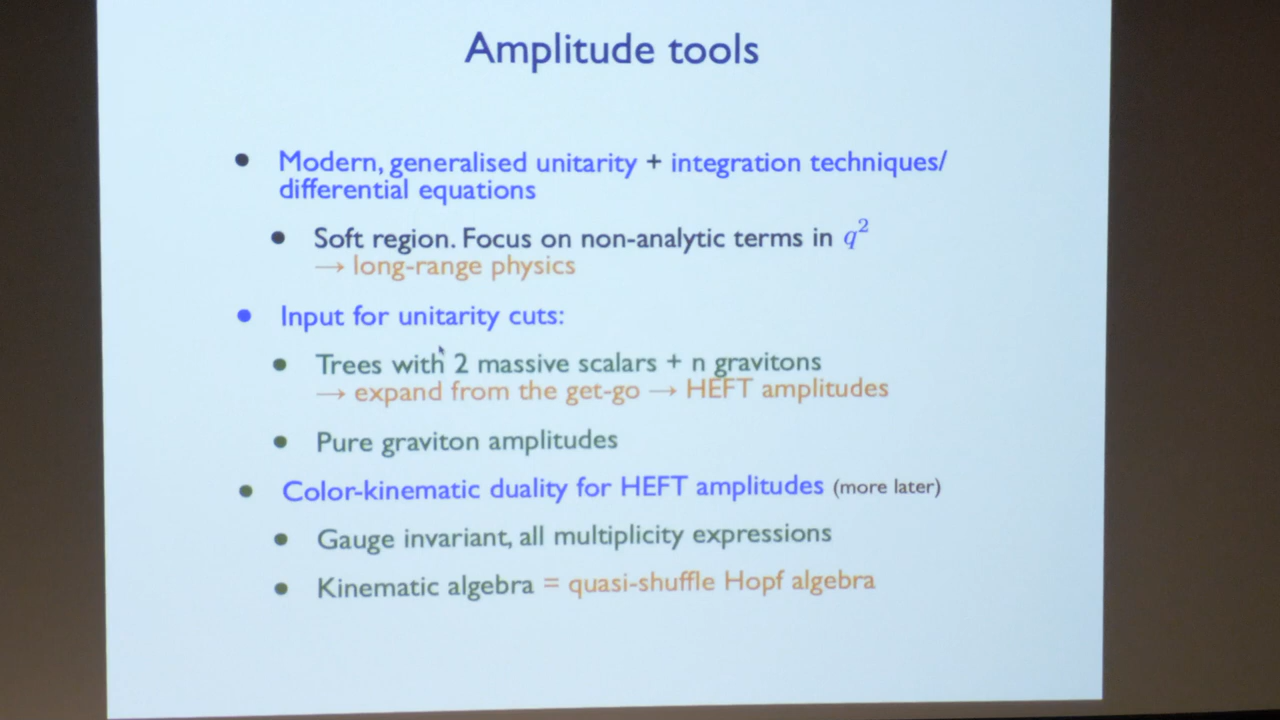 Amplitude tools
• Modern, generalised unitarity + integration techniques/
differential equations
• Soft region. Focus on non-analytic terms in q²
→ long-range physics
• Input for unitarity cuts:
• Trees with 2 massive scalars + n gravitons
→ expand from the get-go → HEFT amplitudes
• Pure graviton amplitudes
• Color-kinematic duality for HEFT amplitudes (more later)
• Gauge invariant, all multiplicity expressions
• Kinematic algebra = quasi-shuffle Hopf algebra